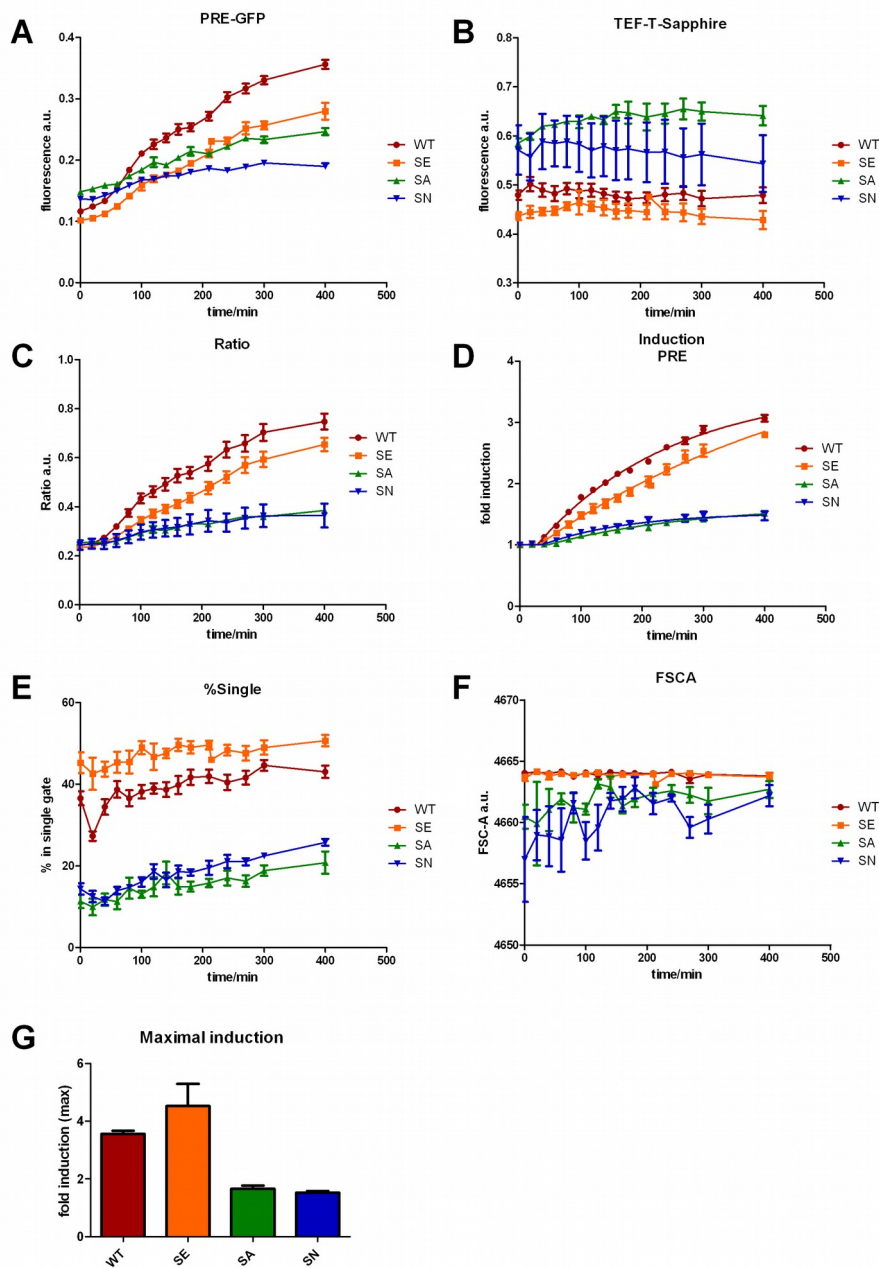 A
PRE-GFP
fluorescence a.u.
0.4
0.3
0.2
0.1
0.0
0
100
200
300
400
500
time/min
WT
SE
SA
SN
B
TEF-T-Sapphire
fluorescence a.u.
0.8
0.7
0.6
0.5
0.4
0.3
0
100
200
300
400
500
time/min
WT
SE
SA
SN
C
Ratio
Ratio a.u.
1.0
0.8
0.6
0.4
0.2
0.0
0
100
200
300
400
500
time/min
WT
SE
SA
SN
D
Induction
PRE
fold induction
4
3
2
1
0
0
100
200
300
400
500
time/min
WT
SE
SA
SN
E
%Single
% in single gate
60
40
20
0
0
100
200
300
400
500
time/min
WT
SE
SA
SN
F
FSCA
FSC-A a.u.
4670
4665
4660
4655
4650
0
100
200
300
400
500
time/min
WT
SE
SA
SN
G
Maximal induction
fold induction (max)
6
4
2
0
WT
SE
SA
SN